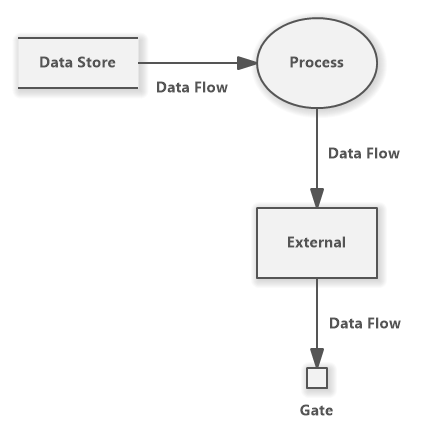 Data Store
Process
Data Flow
Data Flow
External
Data Flow
Gate